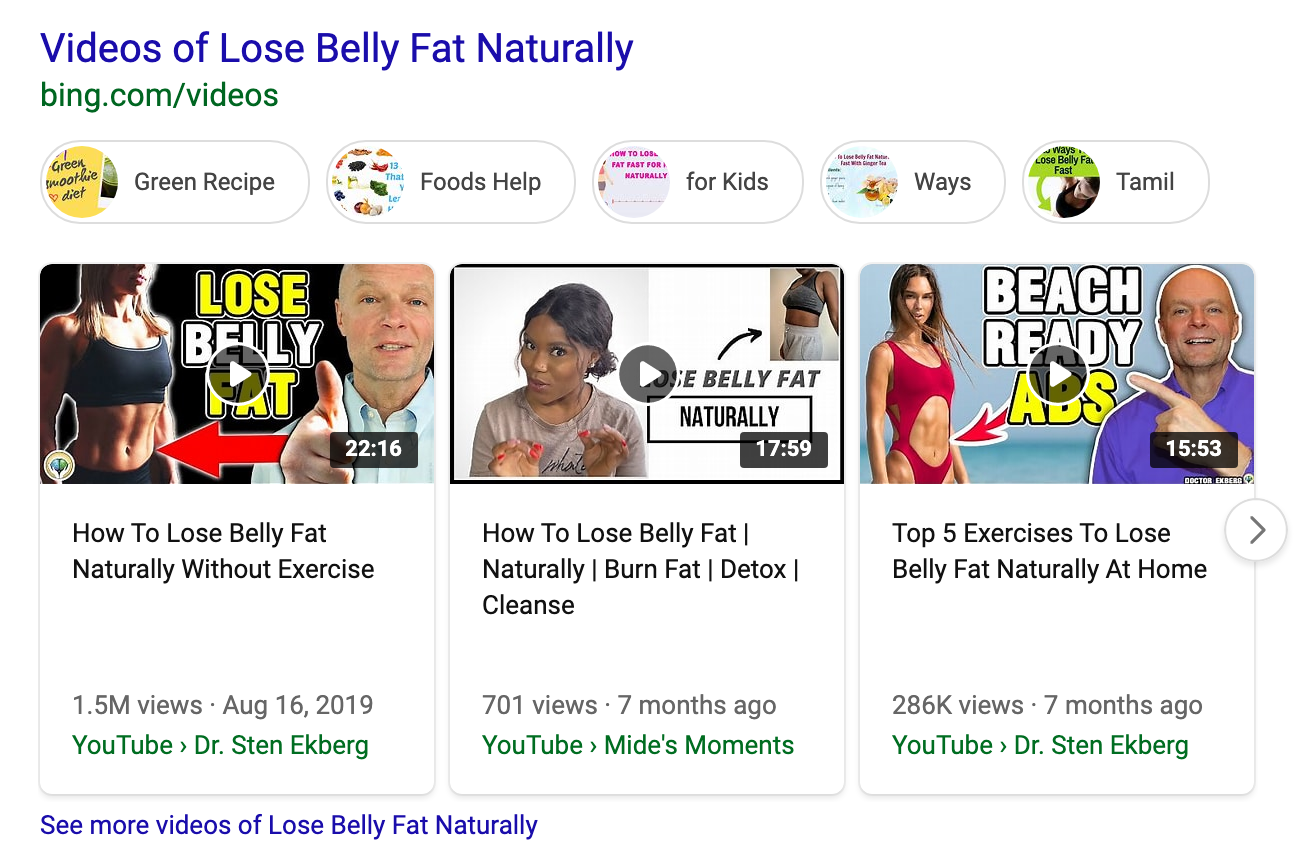 Videos of Lose Belly Fat Naturally
bing.com/videos
Green
smoothie
diet
Green Recipe
13
That
Foods Help
FAT FAST FOR
NATURALLY
for Kids
To Lose Belly Fat Natur
Fast With Ginger Tea
Ways
Ways
Lose Belly Fat
Fast
Tamil
LOSE
BELLY
FAT
22:16
LOSE BELLY FAT
NATURALLY
17:59
BEACH
READY
ABS
15:53
DOCTOR EKBERG
How To Lose Belly Fat
Naturally Without Exercise
1.5M views · Aug 16, 2019
YouTube › Dr. Sten Ekberg
How To Lose Belly Fat |
Naturally | Burn Fat | Detox |
Cleanse
701 views · 7 months ago
YouTube › Mide's Moments
Top 5 Exercises To Lose
Belly Fat Naturally At Home
286K views · 7 months ago
YouTube › Dr. Sten Ekberg
See more videos of Lose Belly Fat Naturally